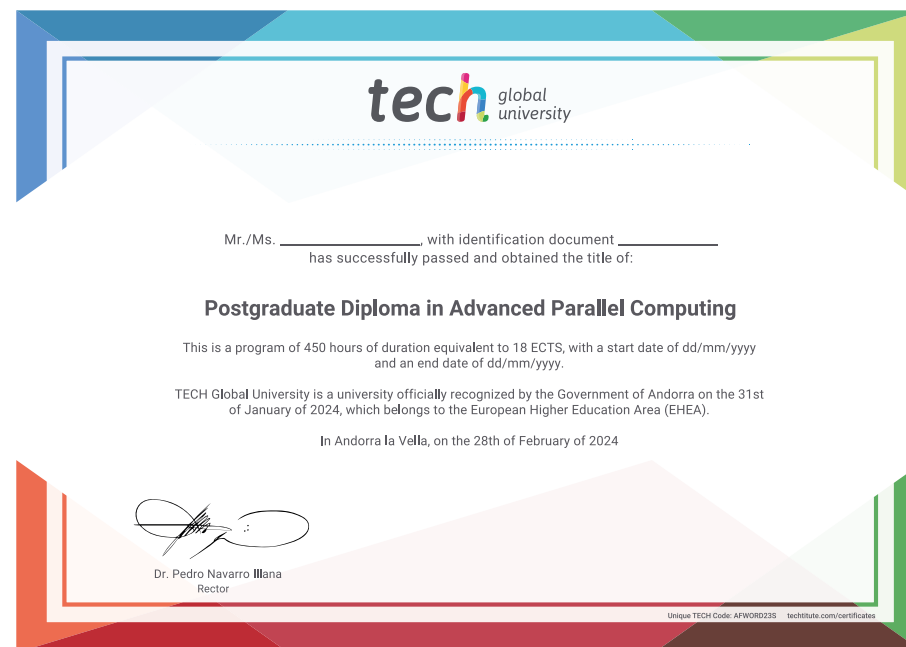 tech global
university
Mr./Ms. ____________, with identification document ____________
has successfully passed and obtained the title of:
Postgraduate Diploma in Advanced Parallel Computing
This is a program of 450 hours of duration equivalent to 18 ECTS, with a start date of dd/mm/yyyy
and an end date of dd/mm/yyyy.
TECH Global University is a university officially recognized by the Government of Andorra on the 31st
of January of 2024, which belongs to the European Higher Education Area (EHEA).
In Andorra la Vella, on the 28th of February of 2024
Dr. Pedro Navarro Illana
Rector
Unique TECH Code: AFWORD23S techtitute.com/certificates